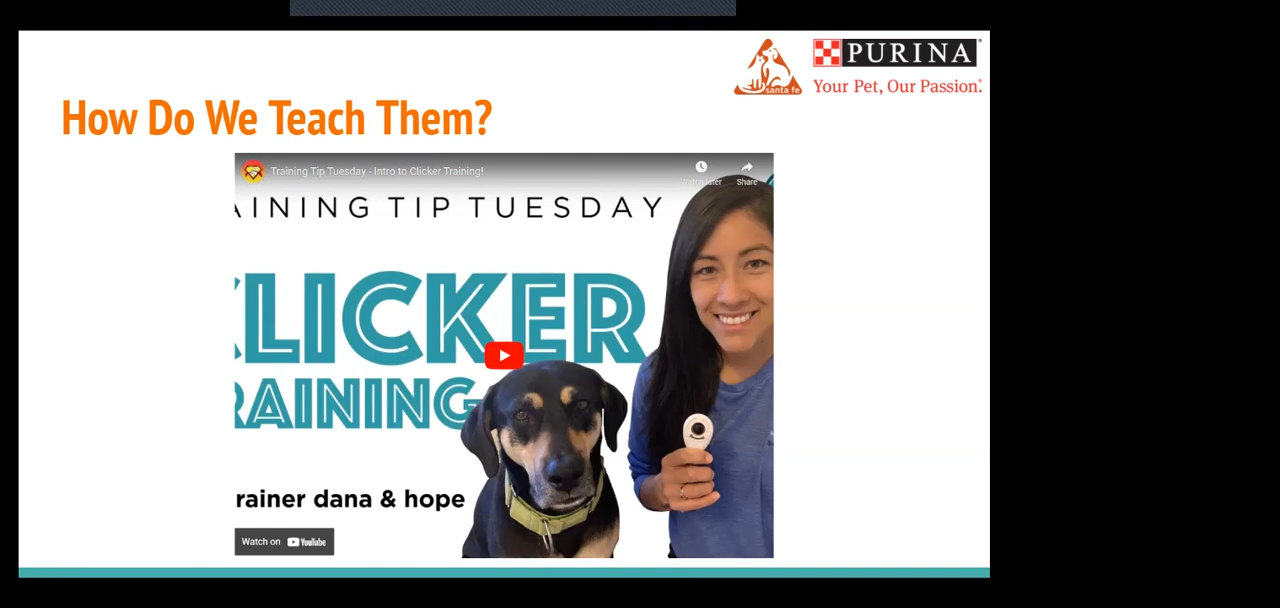 santa fe
PURINA
Your Pet, Our Passion.
How Do We Teach Them?
Training Tip Tuesday - Intro to Clicker Training!
Share
AINING TIP TUESDAY
CLICKER
RAINING
rainer dana & hope
Watch on YouTube